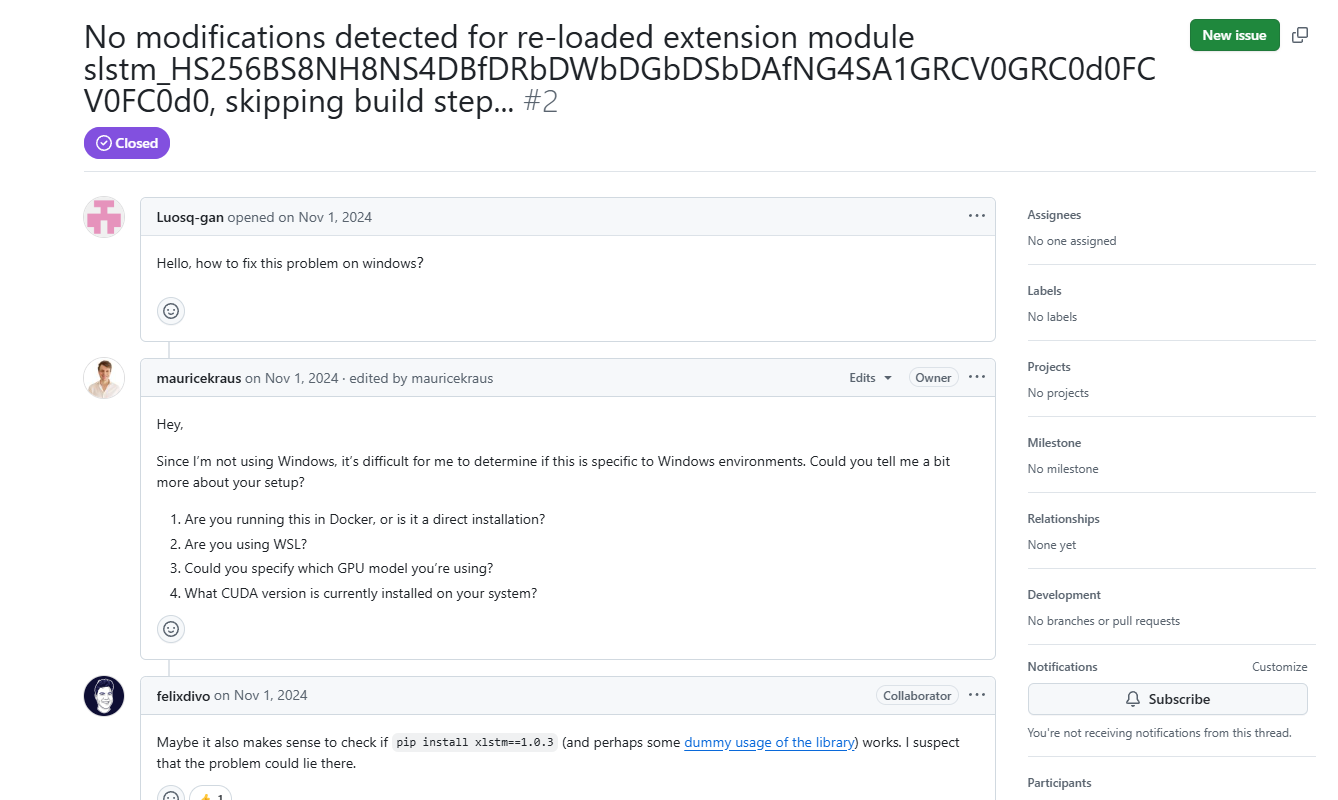 No modifications detected for re-loaded extension module
slstm_HS256BS8NH8NS4DBfDRbDWbDGbDSbDAfNG4SA1GRCV0GRC0d0FC
V0FC0d0, skipping build step... #2
New issue
Closed
Luosq-gan opened on Nov 1, 2024
Hello, how to fix this problem on windows?
mauricekraus on Nov 1, 2024 · edited by mauricekraus
Edits
Owner
Hey,
Since I'm not using Windows, it's difficult for me to determine if this is specific to Windows environments. Could you tell me a bit
more about your setup?
1. Are you running this in Docker, or is it a direct installation?
2. Are you using WSL?
3. Could you specify which GPU model you're using?
4. What CUDA version is currently installed on your system?
felixdivo on Nov 1, 2024
Collaborator
Maybe it also makes sense to check if pip install xlstm==1.0.3 (and perhaps some dummy usage of the library) works. I suspect
that the problem could lie there.
👍 1
Assignees
No one assigned
Labels
No labels
Projects
No projects
Milestone
No milestone
Relationships
None yet
Development
No branches or pull requests
Notifications
Customize
Subscribe
You're not receiving notifications from this thread.
Participants